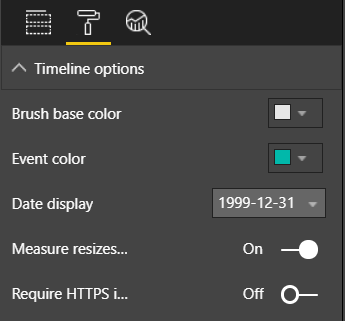 Timeline options
Brush base color
Event color
Date display 1999-12-31
Measure resizes... On
Require HTTPS i... Off